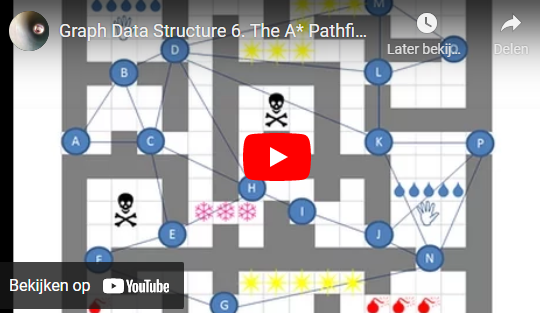 Graph Data Structure 6. The A* Pathfi...
Later bekij...
Delen
M
D
O
B
L
A
C
K
P
H
I
E
J
F
N
G
Bekijken op YouTube